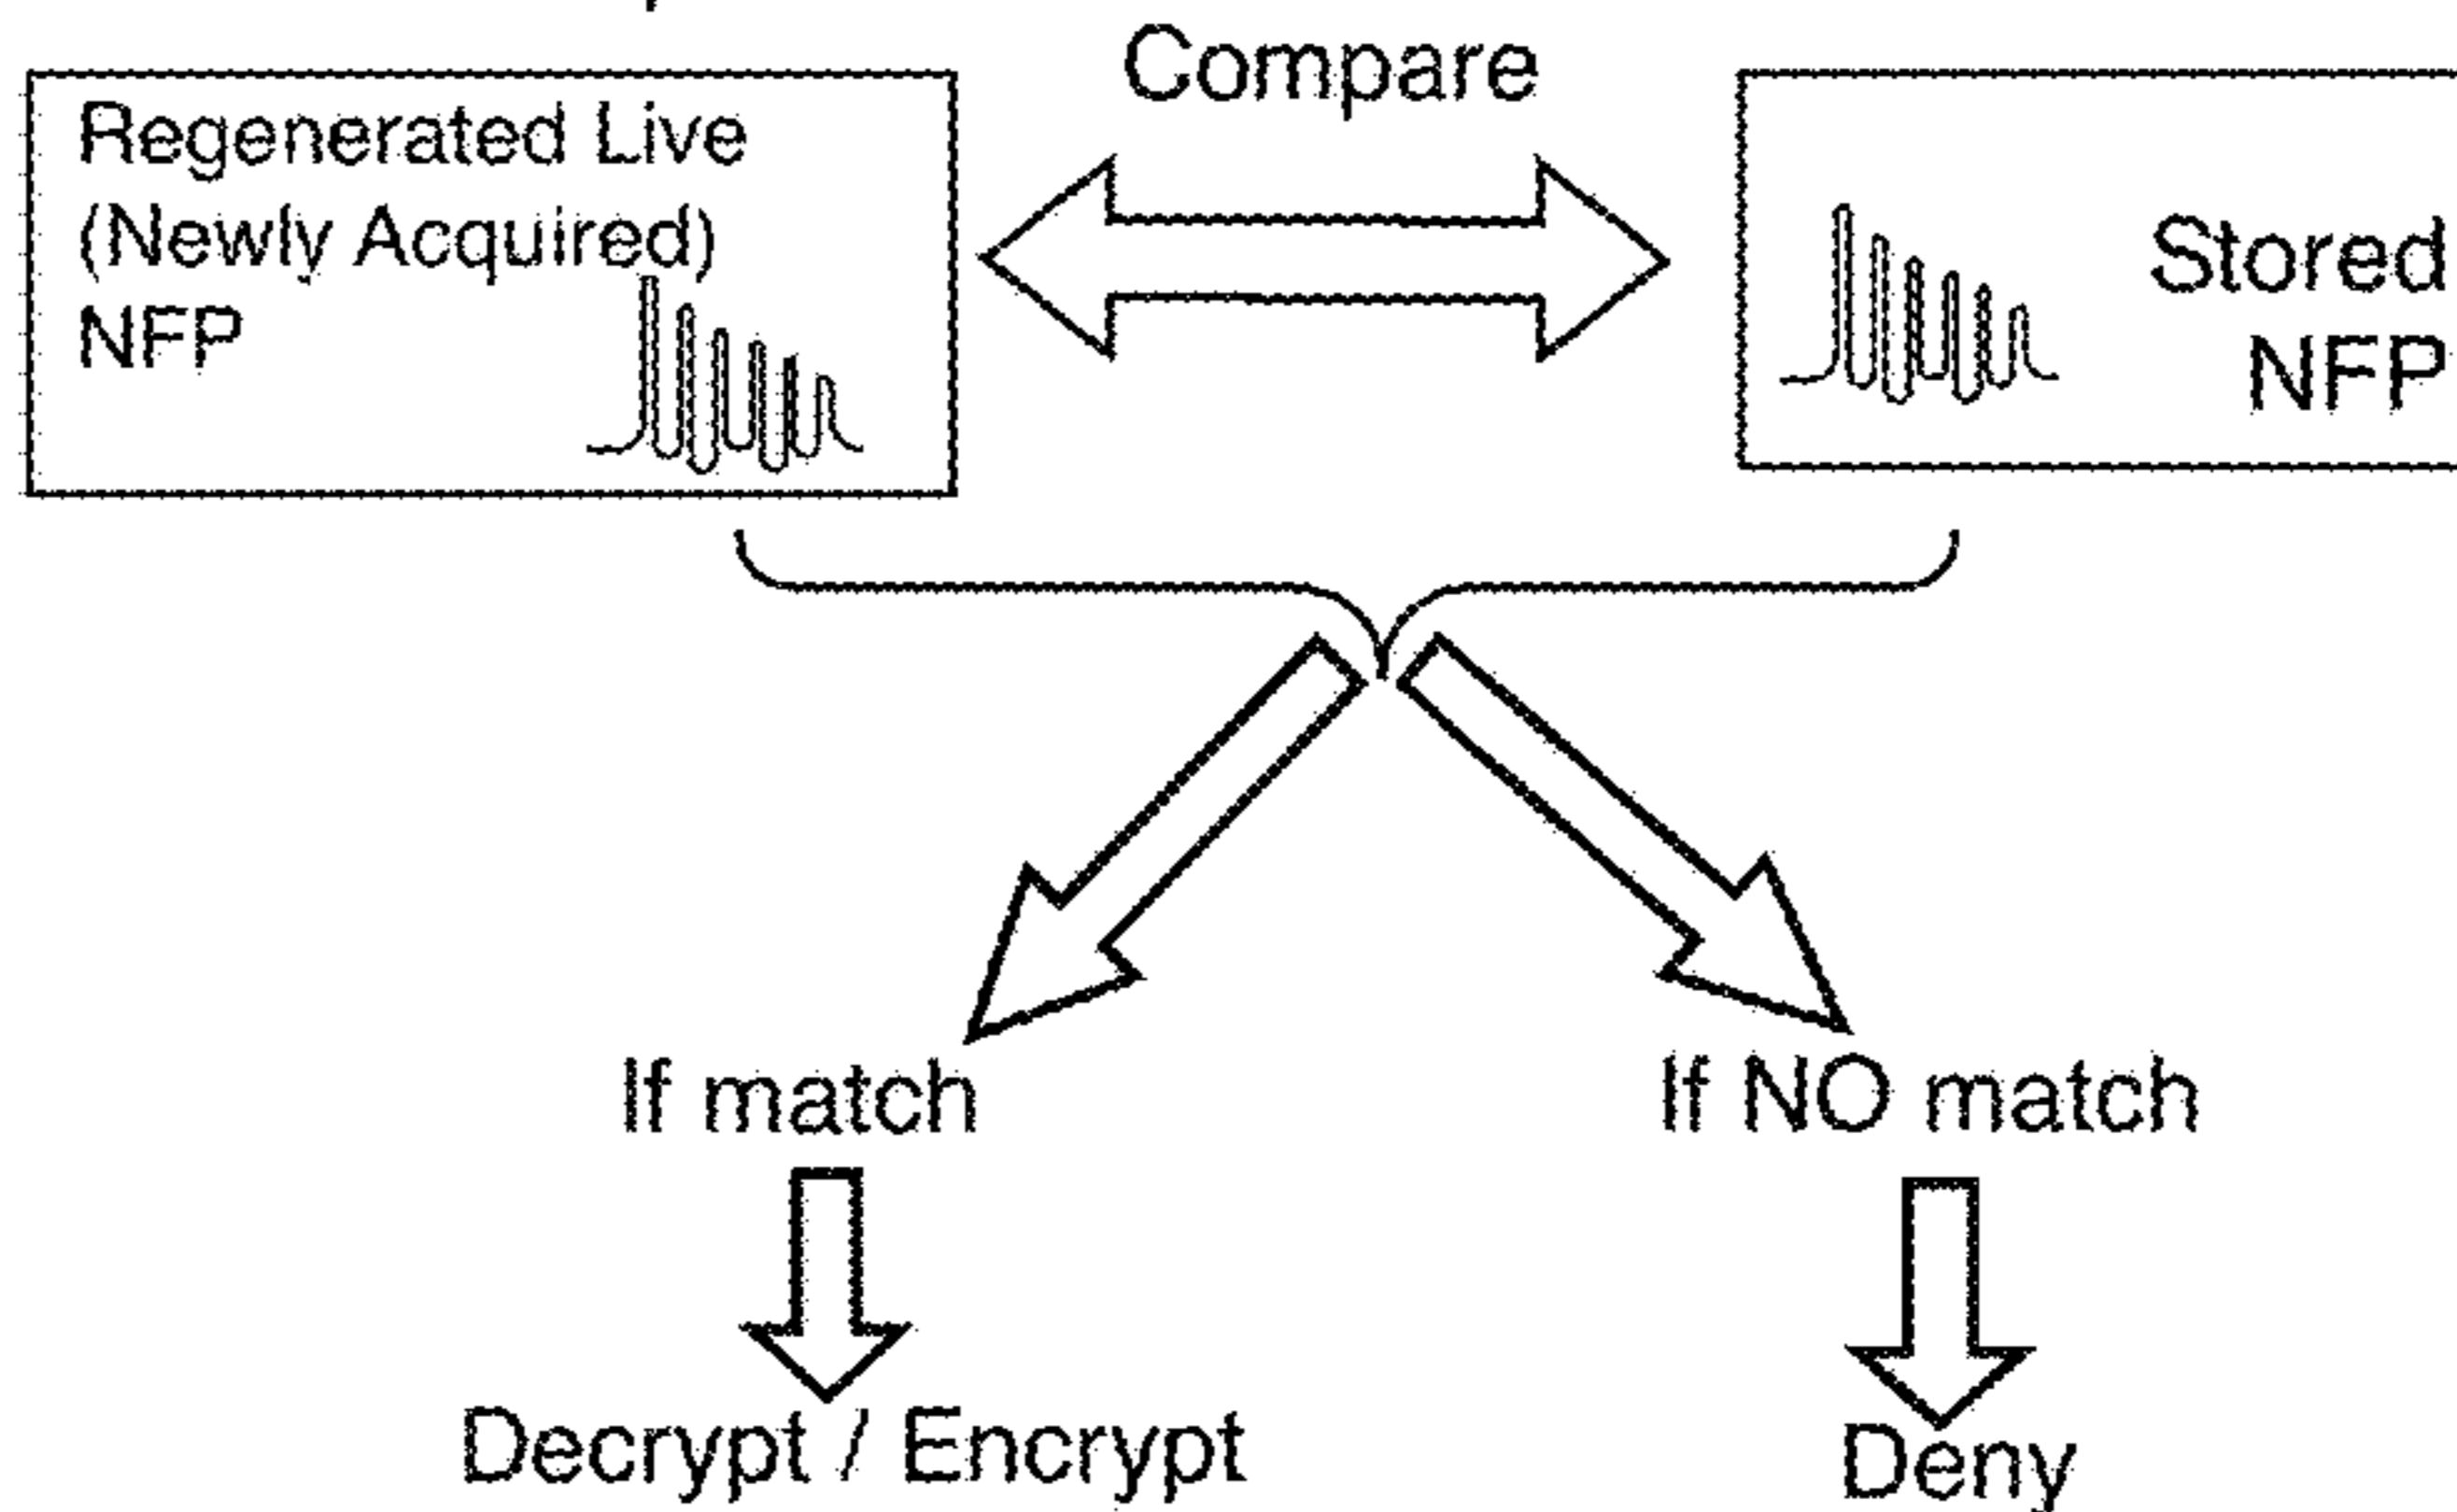 Compare
Regenerated Live
(Newly Acquired)
NFP
Stored
NFP
If match
If NO match
Decrypt / Encrypt
Deny